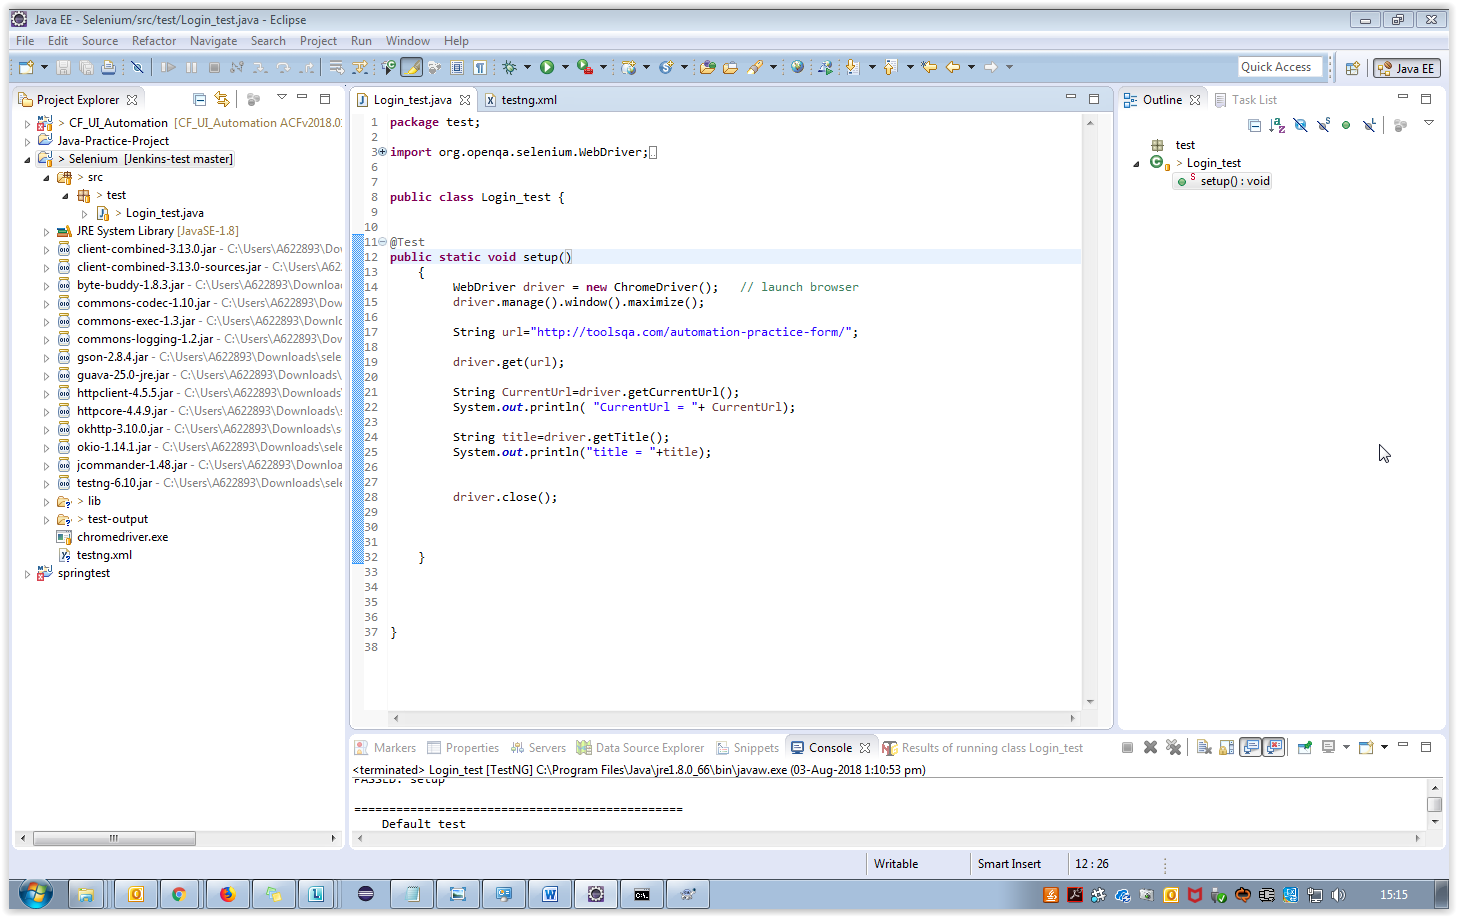 Java EE - Selenium/src/test/Login_test.java - Eclipse
File Edit Source Refactor Navigate Search Project Run Window Help
Quick Access
Java EE
Project Explorer
> CF_UI_Automation [CF_UI_Automation ACFv2018.0
Java-Practice-Project
> Selenium [Jenkins-test master]
> src
> test
> Login_test.java
JRE System Library [JavaSE-1.8]
client-combined-3.13.0.jar - C:\Users\A622893\Dov
client-combined-3.13.0-sources.jar - C:\Users\A62
byte-buddy-1.8.3.jar - C:\Users\A622893\Downloa
commons-codec-1.10.jar - C:\Users\A622893\Dow
commons-exec-1.3.jar - C:\Users\A622893\Downl
commons-logging-1.2.jar - C:\Users\A622893\Dow
gson-2.8.4.jar - C:\Users\A622893\Downloads\sele
guava-25.0-jre.jar - C:\Users\A622893\Downloads\
httpclient-4.5.5.jar - C:\Users\A622893\Downloads\
httpcore-4.4.9.jar - C:\Users\A622893\Downloads\s
okhttp-3.10.0.jar - C:\Users\A622893\Downloads\s
okio-1.14.1.jar - C:\Users\A622893\Downloads\sele
jcommander-1.48.jar - C:\Users\A622893\Downloa
testng-6.10.jar - C:\Users\A622893\Downloads\sele
> lib
> test-output
chromedriver.exe
testng.xml
springtest
Login_test.java testng.xml
1 package test;
2
3 import org.openqa.selenium.WebDriver;
6
7
8 public class Login_test {
9
10
11 @Test
12 public static void setup()
13 {
14 WebDriver driver = new ChromeDriver(); // launch browser
15 driver.manage().window().maximize();
16
17 String url="http://toolsqa.com/automation-practice-form/";
18
19 driver.get(url);
20
21 String CurrentUrl=driver.getCurrentUrl();
22 System.out.println( "CurrentUrl = "+ CurrentUrl);
23
24 String title=driver.getTitle();
25 System.out.println("title = "+title);
26
27
28 driver.close();
29
30
31
32 }
33
34
35
36
37 }
38
Outline Task List
test
> Login_test
S setup() : void
Markers Properties Servers Data Source Explorer Snippets Console Results of running class Login_test
<terminated> Login_test [TestNG] C:\Program Files\Java\jre1.8.0_66\bin\javaw.exe (03-Aug-2018 1:10:53 pm)
PASSED: setup
===============================================
Default test
Writable Smart Insert 12 : 26
15:15